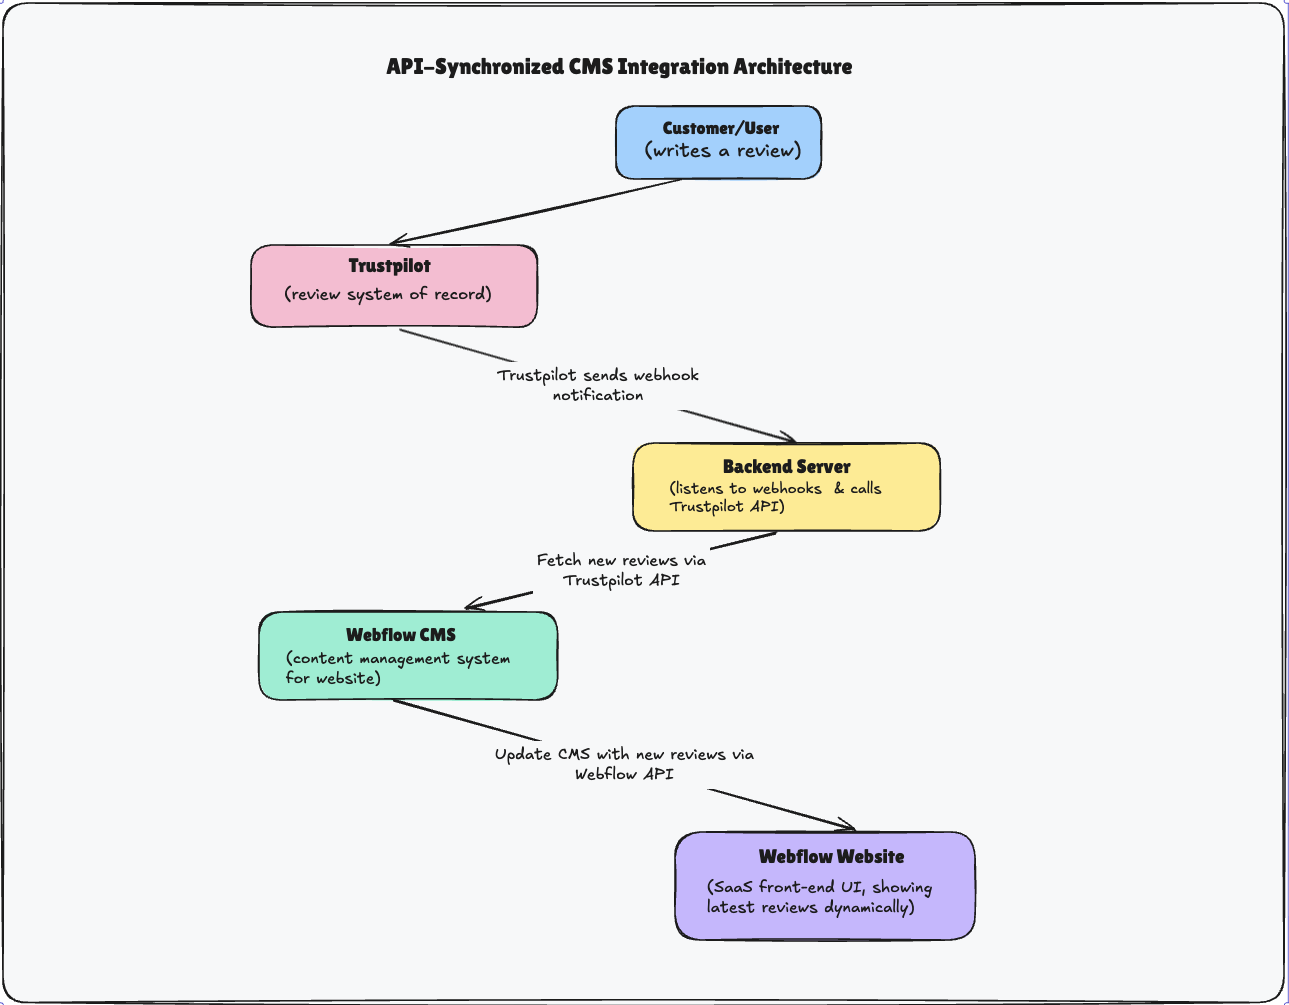 API-Synchronized CMS Integration Architecture
Customer/User
(writes a review)
Trustpilot
(review system of record)
Trustpilot sends webhook
notification
Backend Server
(listens to webhooks & calls
Trustpilot API)
Fetch new reviews via
Trustpilot API
Webflow CMS
(content management system
for website)
Update CMS with new reviews via
Webflow API
Webflow Website
(SaaS front-end UI, showing
latest reviews dynamically)